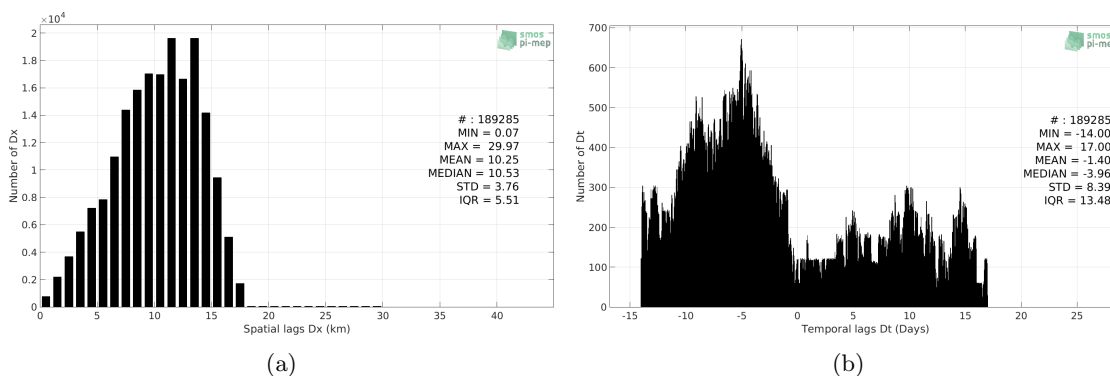 ×10⁴
2
1.8
1.6
1.4
1.2
1
0.8
0.6
0.4
0.2
0
Number of Dx
0 5 10 15 20 25 30 35 40
Spatial lags Dx (km)
smos
pi-mep
# : 189285
MIN = 0.07
MAX = 29.97
MEAN = 10.25
MEDIAN = 10.53
STD = 3.76
IQR = 5.51
(a)
700
600
500
400
300
200
100
0
Number of Dt
-15 -10 -5 0 5 10 15 20 25
Temporal lags Dt (Days)
smos
pi-mep
# : 189285
MIN = -14.00
MAX = 17.00
MEAN = -1.40
MEDIAN = -3.96
STD = 8.39
IQR = 13.48
(b)